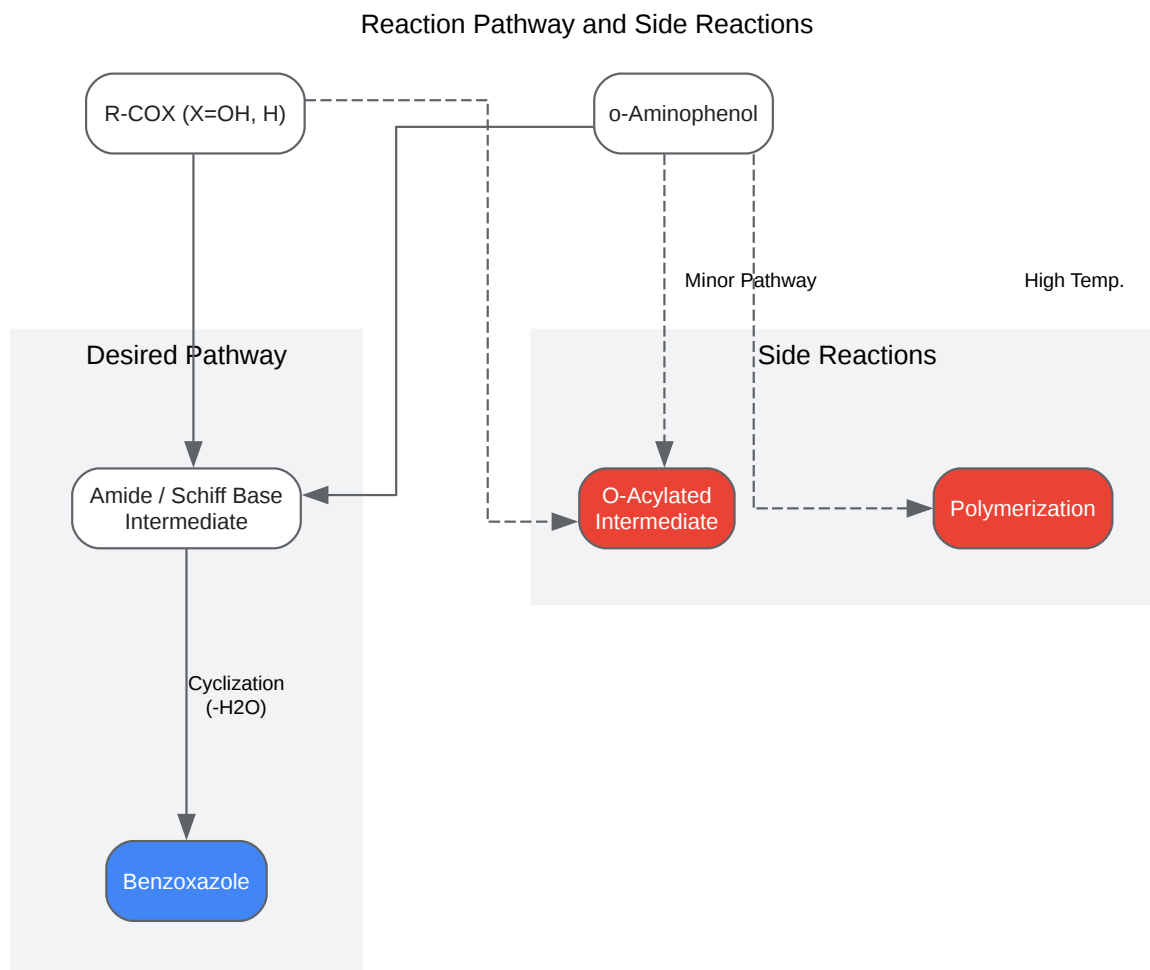 Reaction Pathway and Side Reactions
R-COX (X=OH, H)
o-Aminophenol
Minor Pathway
High Temp.
Desired Pathway
Side Reactions
Amide / Schiff Base
Intermediate
O-Acylated
Intermediate
Polymerization
Cyclization
(-H2O)
Benzoxazole